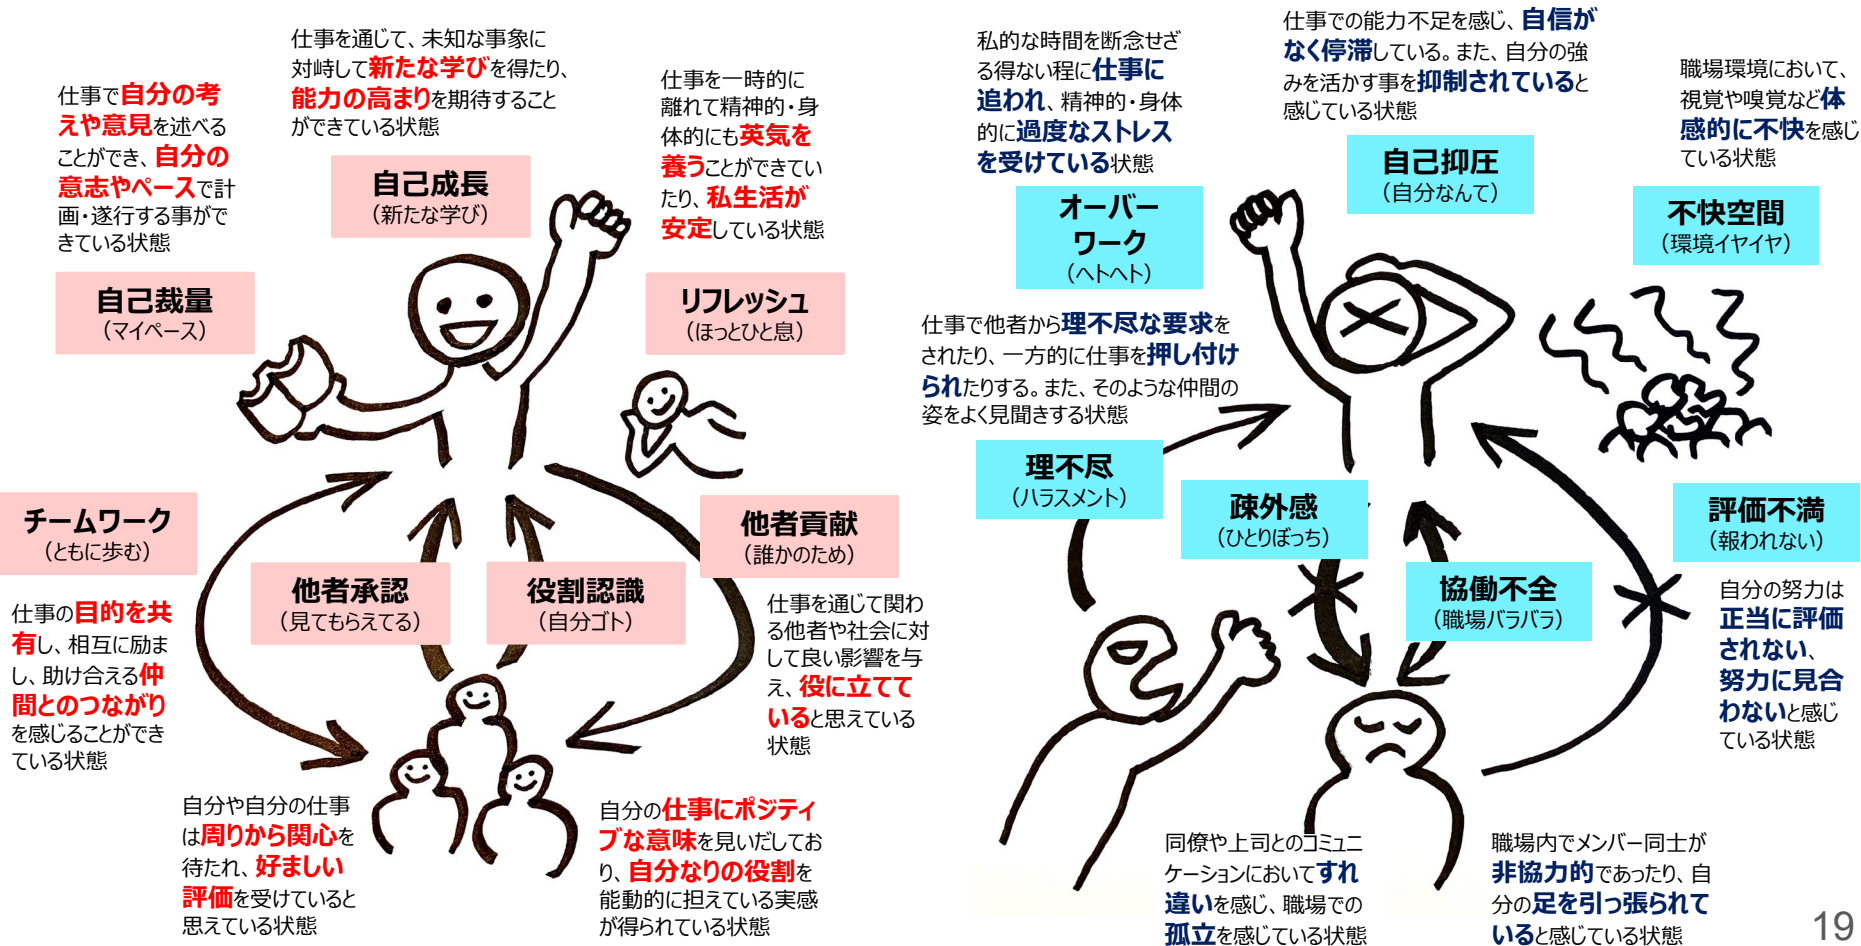 仕事で自分の考
えや意見を述べる
ことができ、自分の
意志やペースで計
画・遂行する事がで
きている状態
自己裁量
（マイペース）
仕事を通じて、未知な事象に
対峙して新たな学びを得たり、
能力の高まりを期待すること
ができている状態
自己成長
（新たな学び）
仕事を一時的に
離れて精神的・身
体的にも英気を
養うことができてい
たり、私生活が
安定している状態
リフレッシュ
（ほっとひと息）
チームワーク
（ともに歩む）
仕事の目的を共
有し、相互に励ま
し、助け合える仲
間とのつながり
を感じることができ
ている状態
他者承認
（見てもらえてる）
自分や自分の仕事
は周りから関心を
待たれ、好ましい
評価を受けていると
思えている状態
役割認識
（自分ゴト）
自分の仕事にポジティ
ブな意味を見いだしてお
り、自分なりの役割を
能動的に担えている実感
が得られている状態
他者貢献
（誰かのため）
仕事を通じて関わ
る他者や社会に対
して良い影響を与
え、役に立てて
いると思えている
状態
私的な時間を断念せざ
る得ない程に仕事に
追われ、精神的・身体
的に過度なストレス
を受けている状態
オーバー
ワーク
（ヘトヘト）
仕事での能力不足を感じ、自信が
なく停滞している。また、自分の強
みを活かす事を抑制されていると
感じている状態
自己抑圧
（自分なんて）
職場環境において、
視覚や嗅覚など体
感的に不快を感じ
ている状態
不快空間
（環境イヤイヤ）
仕事で他者から理不尽な要求を
されたり、一方的に仕事を押し付け
られたりする。また、そのような仲間の
姿をよく見聞きする状態
理不尽
（ハラスメント）
疎外感
（ひとりぼっち）
同僚や上司とのコミュニ
ケーションにおいてすれ
違いを感じ、職場での
孤立を感じている状態
協働不全
（職場バラバラ）
職場内でメンバー同士が
非協力的であったり、自
分の足を引っ張られて
いると感じている状態
評価不満
（報われない）
自分の努力は
正当に評価
されない、
努力に見合
わないと感じ
ている状態
19